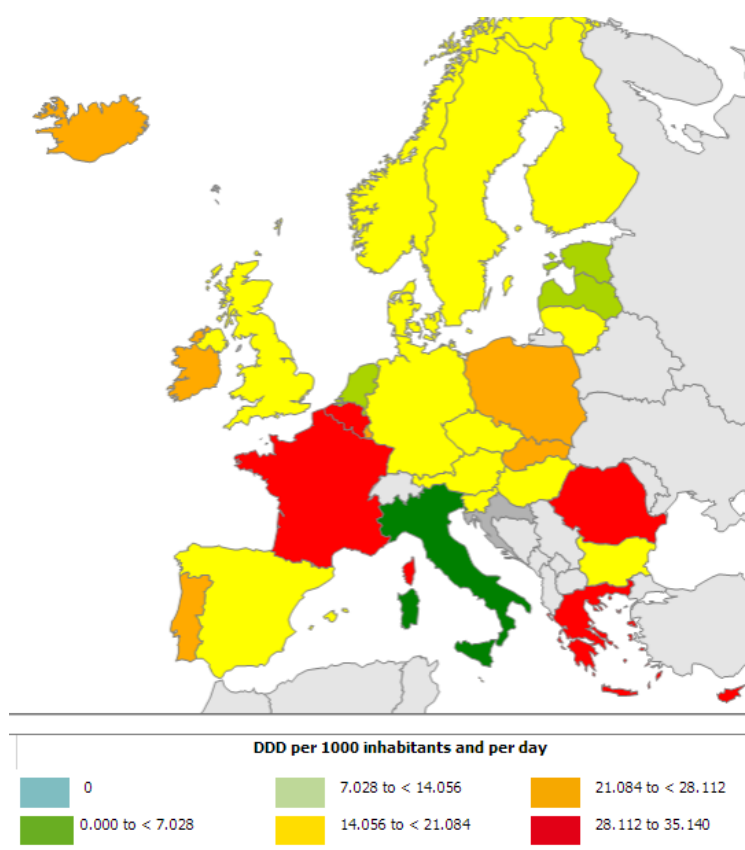 DDD per 1000 inhabitants and per day
0
7.028 to < 14.056
21.084 to < 28.112
0.000 to < 7.028
14.056 to < 21.084
28.112 to 35.140